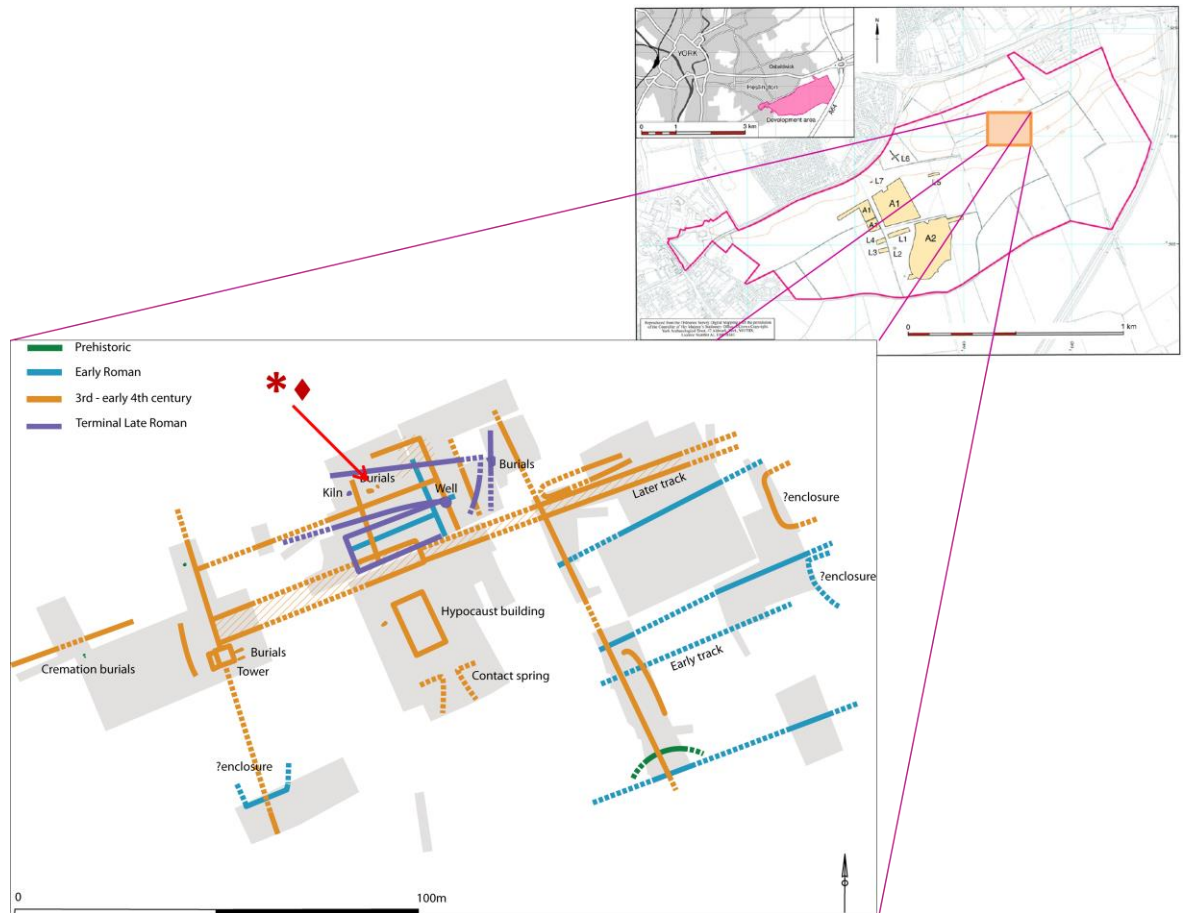 YORK
Heslington
Development area
A64
0 1 3 km
N
L6
L7
L5
A1
A1
A1
L4
L1
A2
L3
L2
0 1 km
Prehistoric
Early Roman
3rd - early 4th century
Terminal Late Roman
* ♦
Burials
Burials
Kiln
Well
Later track
?enclosure
?enclosure
Hypocaust building
Burials
Cremation burials
Tower
Contact spring
Early track
?enclosure
0 100m